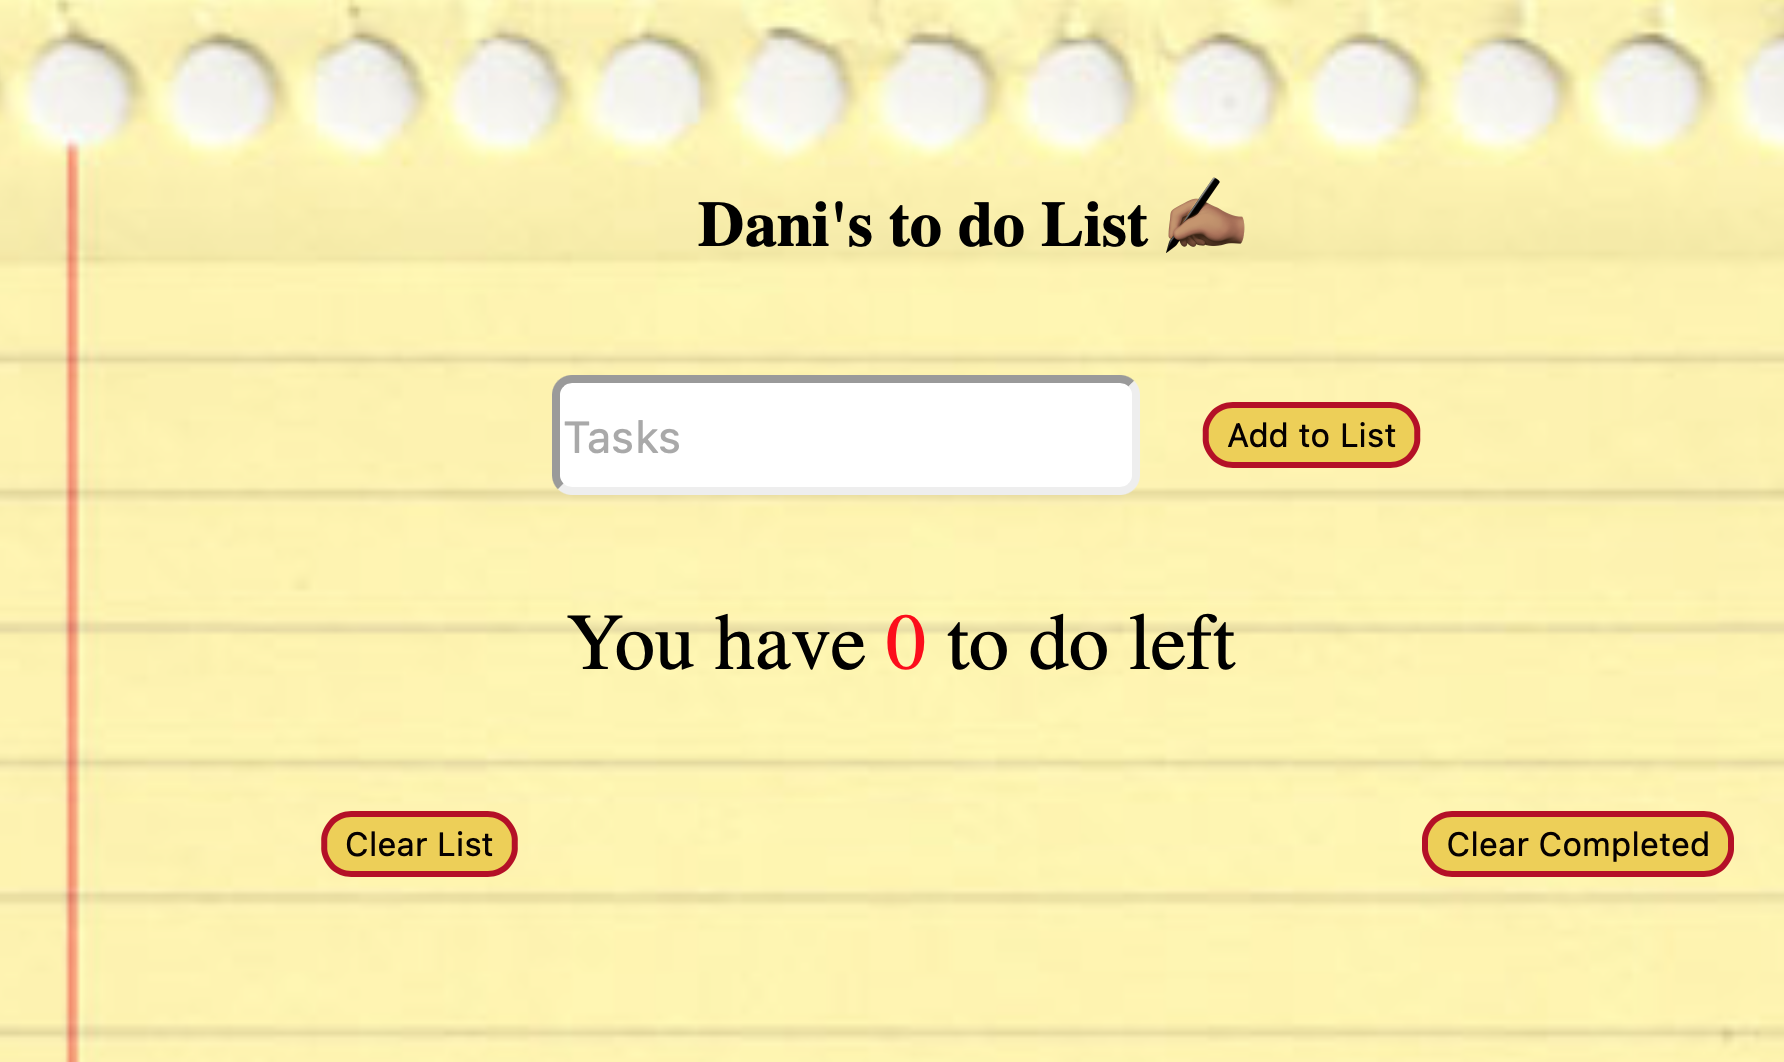 Dani's to do List ✍🏽
Tasks
Add to List
You have 0 to do left
Clear List
Clear Completed